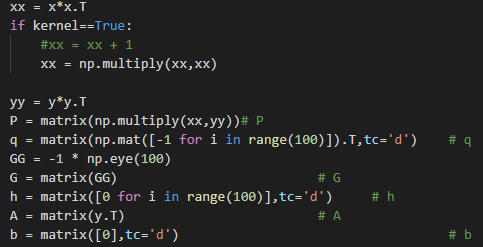 xx = x*x.T
if kernel==True:
    #xx = xx + 1
    xx = np.multiply(xx,xx)

yy = y*y.T
P = matrix(np.multiply(xx,yy))# P
q = matrix(np.mat([-1 for i in range(100)]).T,tc='d')    # q
GG = -1 * np.eye(100)
G = matrix(GG)                      # G
h = matrix([0 for i in range(100)],tc='d')     # h
A = matrix(y.T)                     # A
b = matrix([0],tc='d')                                   # b